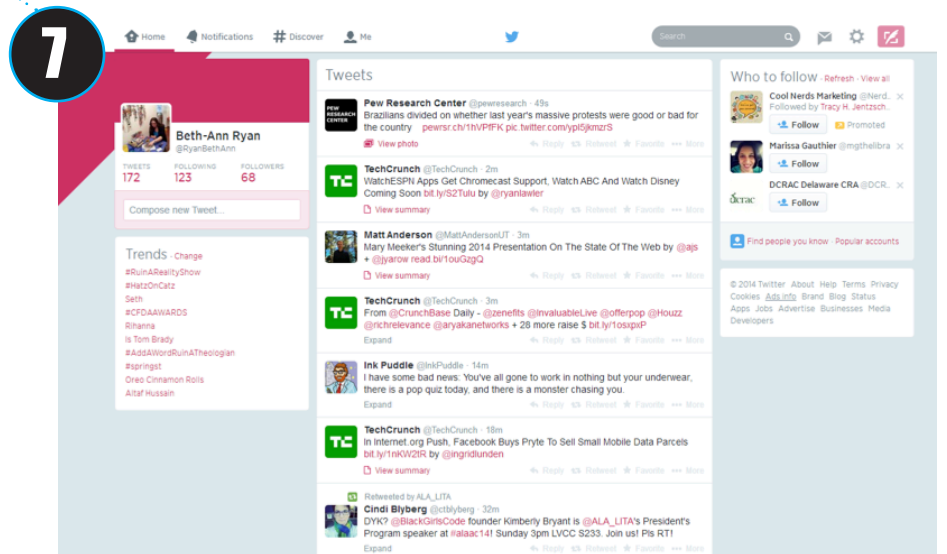 7
Home Notifications Discover Me
Search
Beth-Ann Ryan
@RyanBethAnn
TWEETS FOLLOWING FOLLOWERS
172 123 68
Compose new Tweet...
Trends · Change
#RuinARealityShow
#HatzOnCatz
Seth
#CFDAAWARDS
Rihanna
Is Tom Brady
#AddAWordRuinATheologian
#springst
Oreo Cinnamon Rolls
Altaf Hussain
Tweets
PEW RESEARCH CENTER
Pew Research Center @pewresearch · 49s
Brazilians divided on whether last year's massive protests were good or bad for
the country pewrsr.ch/1hVPfFK pic.twitter.com/ypl5jkmzrS
View photo Reply Retweet Favorite More
TC
TechCrunch @TechCrunch · 2m
WatchESPN Apps Get Chromecast Support, Watch ABC And Watch Disney
Coming Soon bit.ly/S2Tulu by @ryanlawler
View summary Reply Retweet Favorite More
Matt Anderson @MattAndersonUT · 3m
Mary Meeker's Stunning 2014 Presentation On The State Of The Web by @ajs
+ @jyarow read.bi/1ouGzgQ
View summary Reply Retweet Favorite More
TC
TechCrunch @TechCrunch · 3m
From @CrunchBase Daily - @zenefits @InvaluableLive @offerpop @Houzz
@richrelevance @aryakanetworks + 28 more raise $ bit.ly/1osxpxP
Expand Reply Retweet Favorite More
Ink Puddle @InkPuddle · 14m
I have some bad news: You've all gone to work in nothing but your underwear,
there is a pop quiz today, and there is a monster chasing you.
Expand Reply Retweet Favorite More
TC
TechCrunch @TechCrunch · 18m
In Internet.org Push, Facebook Buys Pryte To Sell Small Mobile Data Parcels
bit.ly/1nKW2tR by @ingridlunden
View summary Reply Retweet Favorite More
Retweeted by ALA_LITA
Cindi Blyberg @ctblyberg · 32m
DYK? @BlackGirlsCode founder Kimberly Bryant is @ALA_LITA's President's
Program speaker at #alaac14! Sunday 3pm LVCC S233. Join us! Pls RT!
Expand Reply Retweet Favorite More
Who to follow · Refresh · View all
Cool Nerds Marketing @Nerd..
Followed by Tracy H. Jentzsch..
Follow Promoted
Marissa Gauthier @mgthelibra
Follow
dcrac
DCRAC Delaware CRA @DCR..
Follow
Find people you know · Popular accounts
© 2014 Twitter About Help Terms Privacy
Cookies Ads info Brand Blog Status
Apps Jobs Advertise Businesses Media
Developers